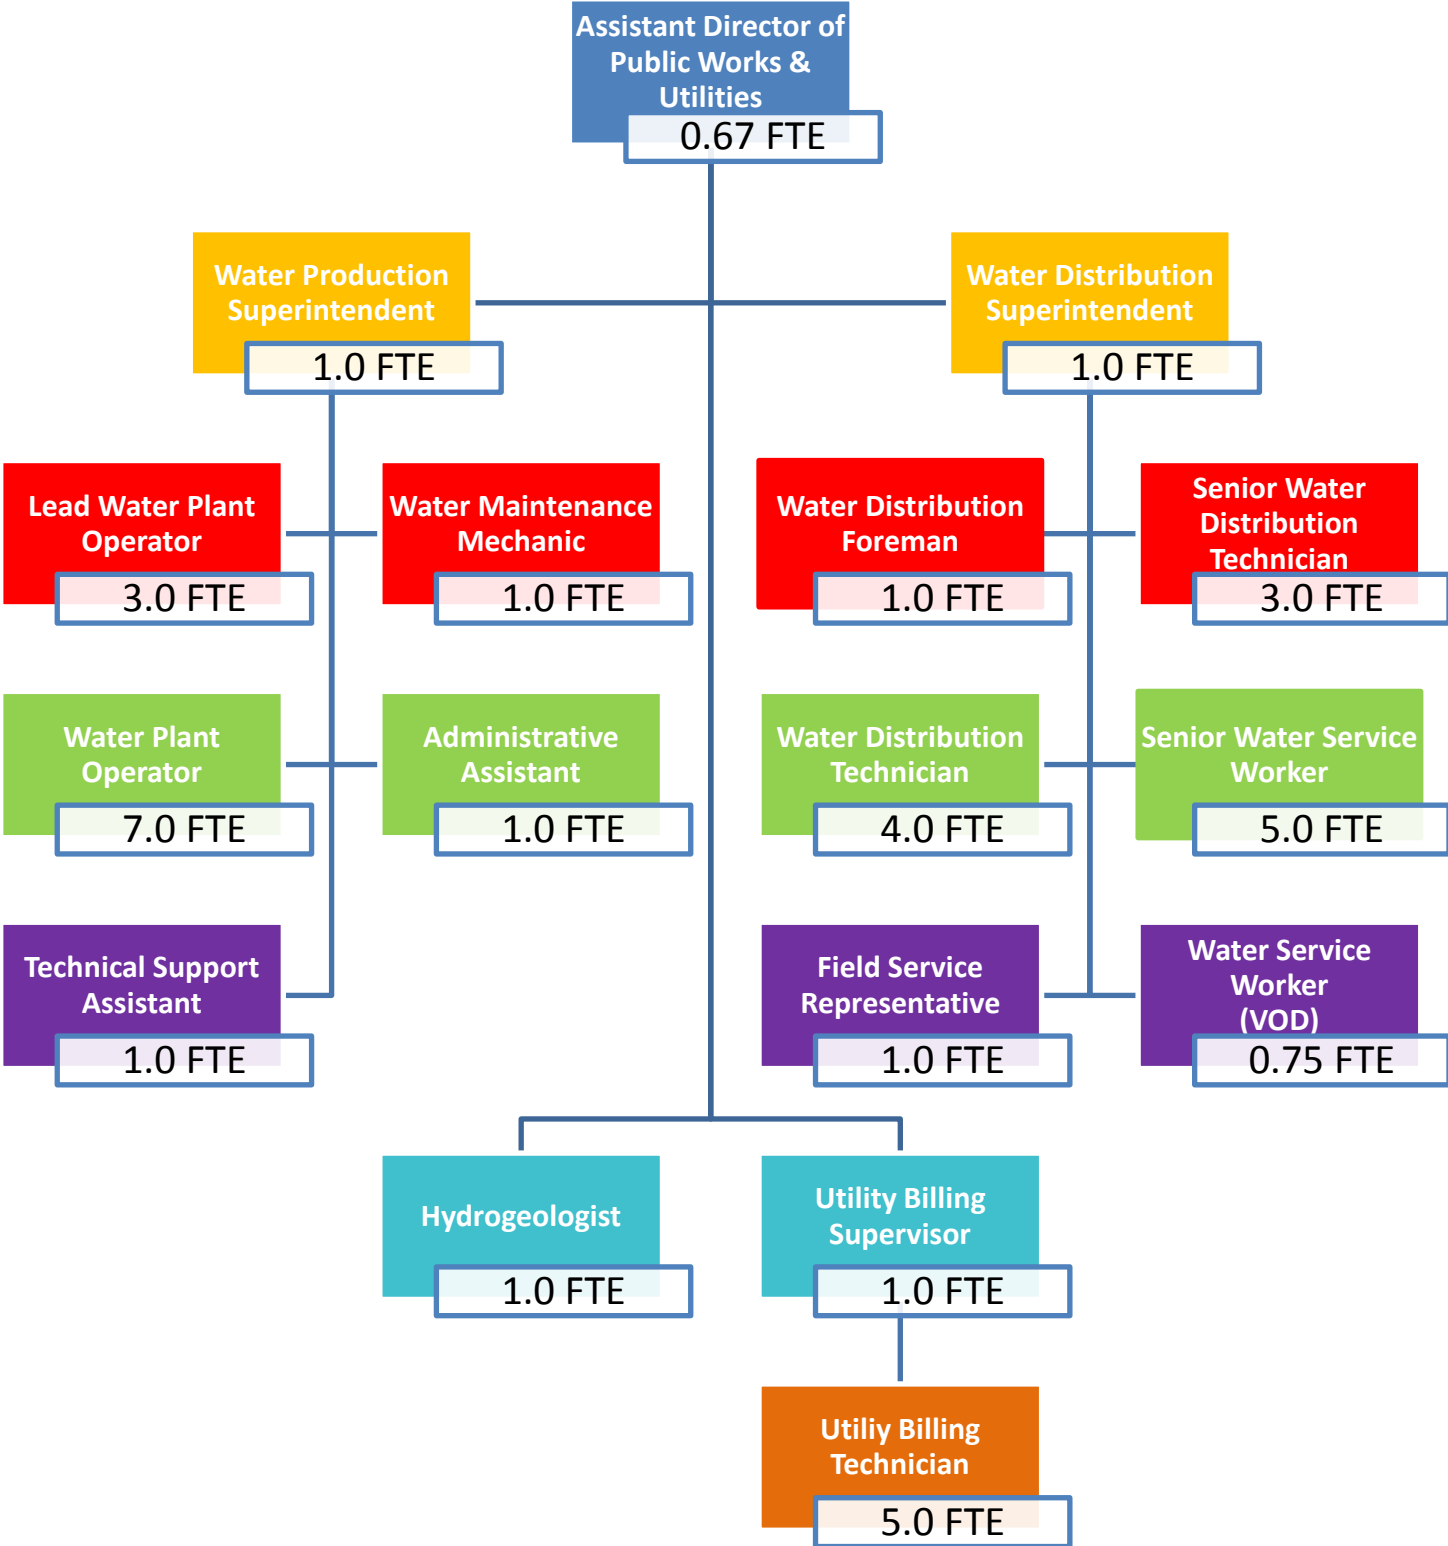 Assistant Director of
Public Works &
Utilities
0.67 FTE
Water Production
Superintendent
1.0 FTE
Water Distribution
Superintendent
1.0 FTE
Lead Water Plant
Operator
3.0 FTE
Water Maintenance
Mechanic
1.0 FTE
Water Distribution
Foreman
1.0 FTE
Senior Water
Distribution
Technician
3.0 FTE
Water Plant
Operator
7.0 FTE
Administrative
Assistant
1.0 FTE
Water Distribution
Technician
4.0 FTE
Senior Water Service
Worker
5.0 FTE
Technical Support
Assistant
1.0 FTE
Field Service
Representative
1.0 FTE
Water Service
Worker
(VOD)
0.75 FTE
Hydrogeologist
1.0 FTE
Utility Billing
Supervisor
1.0 FTE
Utiliy Billing
Technician
5.0 FTE